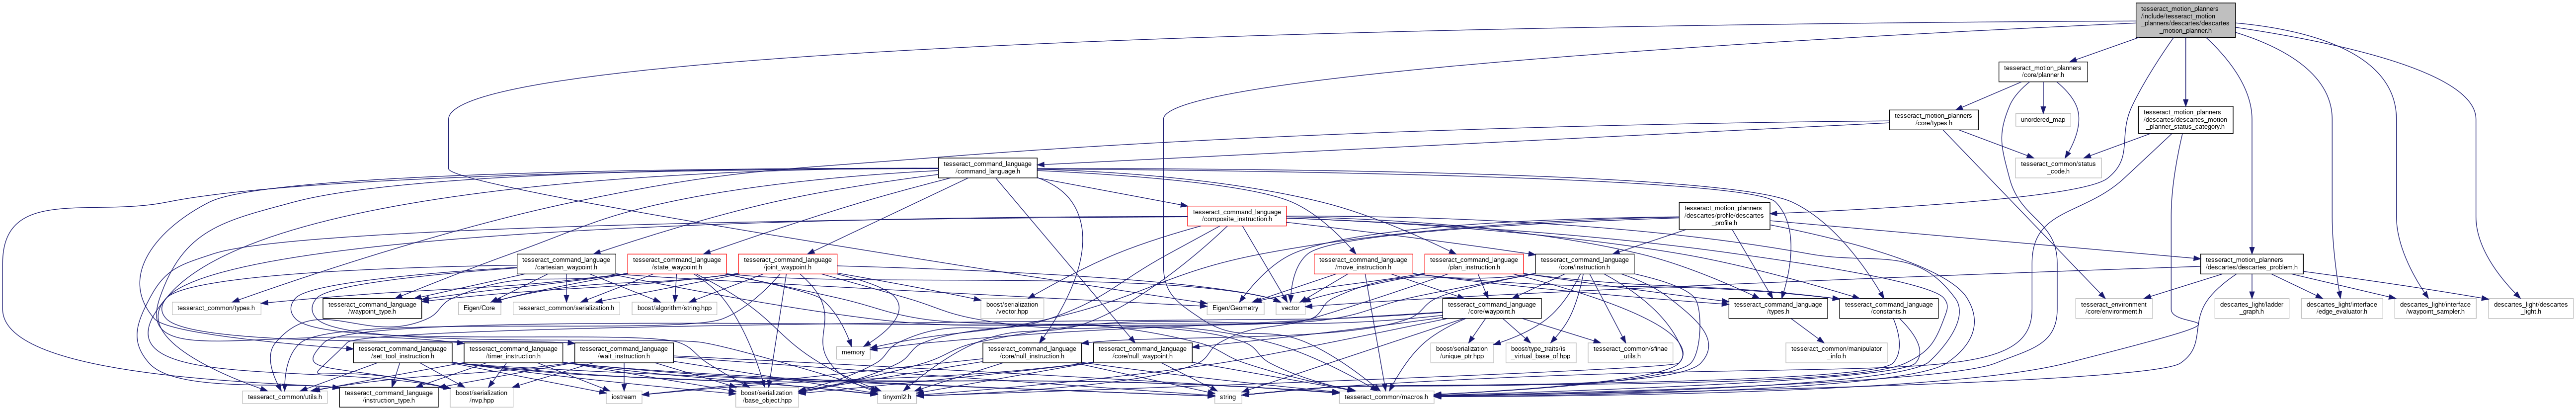 tesseract_motion_planners
/include/tesseract_motion
_planners/descartes/descartes
_motion_planner.h
tesseract_motion_planners
/core/planner.h
tesseract_motion_planners
/core/types.h
unordered_map
tesseract_motion_planners
/descartes/descartes_motion
_planner_status_category.h
tesseract_common/status
_code.h
tesseract_command_language
/command_language.h
tesseract_command_language
/composite_instruction.h
tesseract_motion_planners
/descartes/profile/descartes
_profile.h
tesseract_command_language
/cartesian_waypoint.h
tesseract_command_language
/state_waypoint.h
tesseract_command_language
/joint_waypoint.h
tesseract_command_language
/move_instruction.h
tesseract_command_language
/plan_instruction.h
tesseract_command_language
/core/instruction.h
tesseract_motion_planners
/descartes/descartes_problem.h
tesseract_common/types.h
tesseract_command_language
/waypoint_type.h
Eigen/Core
tesseract_common/serialization.h
boost/algorithm/string.hpp
boost/serialization
/vector.hpp
Eigen/Geometry
vector
tesseract_command_language
/core/waypoint.h
tesseract_command_language
/types.h
tesseract_command_language
/constants.h
tesseract_environment
/core/environment.h
descartes_light/ladder
_graph.h
descartes_light/interface
/edge_evaluator.h
descartes_light/interface
/waypoint_sampler.h
descartes_light/descartes
_light.h
tesseract_command_language
/set_tool_instruction.h
tesseract_command_language
/timer_instruction.h
tesseract_command_language
/wait_instruction.h
memory
tesseract_command_language
/core/null_instruction.h
tesseract_command_language
/core/null_waypoint.h
boost/serialization
/unique_ptr.hpp
boost/type_traits/is
_virtual_base_of.hpp
tesseract_common/sfinae
_utils.h
tesseract_common/manipulator
_info.h
tesseract_common/utils.h
tesseract_command_language
/instruction_type.h
boost/serialization
/nvp.hpp
iostream
boost/serialization
/base_object.hpp
tinyxml2.h
string
tesseract_common/macros.h